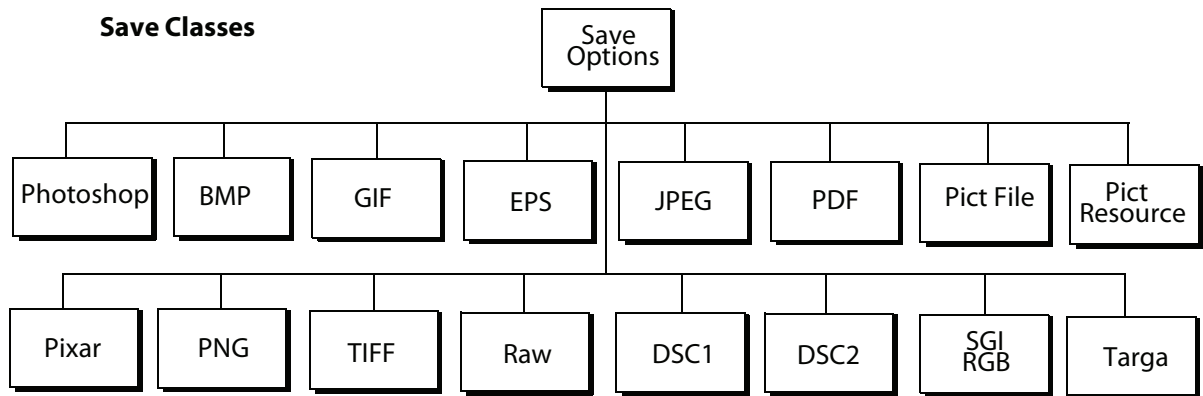 Save Classes
Save
Options
Photoshop
BMP
GIF
EPS
JPEG
PDF
Pict File
Pict
Resource
Pixar
PNG
TIFF
Raw
DSC1
DSC2
SGI
RGB
Targa